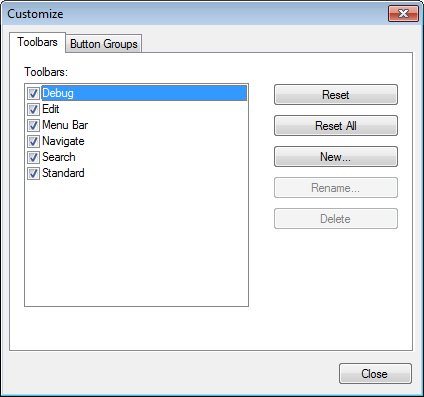 Customize
Toolbars Button Groups
Toolbars:
Debug
Edit
Menu Bar
Navigate
Search
Standard
Reset
Reset All
New...
Rename...
Delete
Close